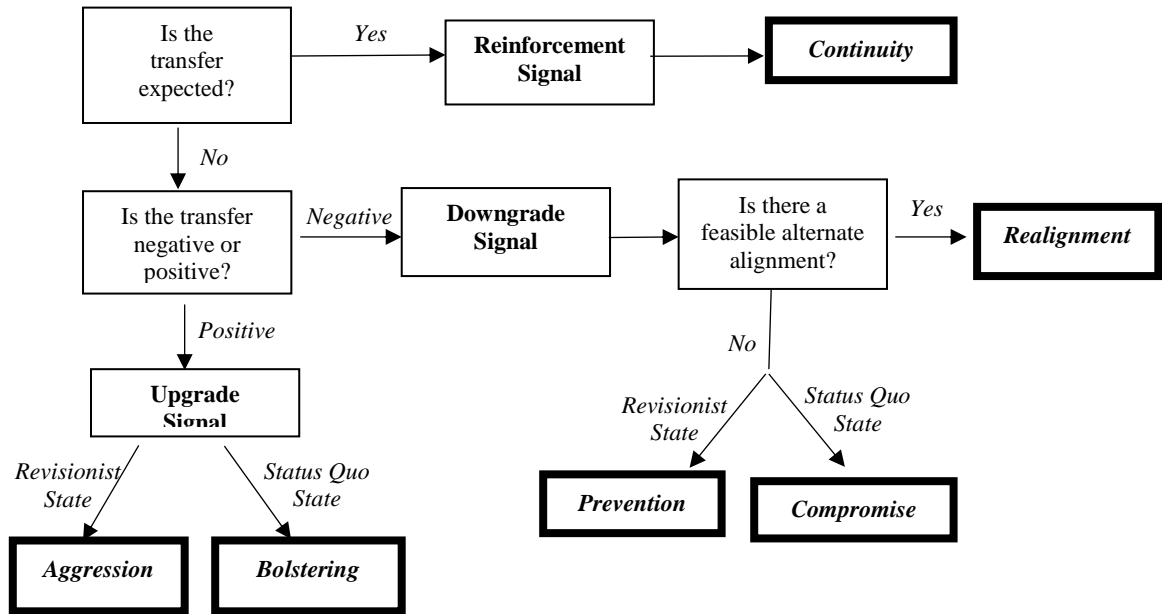 Is the
transfer
expected?
Yes
Reinforcement
Signal
Continuity
No
Is the transfer
negative or
positive?
Negative
Downgrade
Signal
Is there a
feasible alternate
alignment?
Yes
Realignment
Positive
No
Upgrade
Signal
Revisionist
State
Status Quo
State
Revisionist
State
Status Quo
State
Prevention
Compromise
Aggression
Bolstering